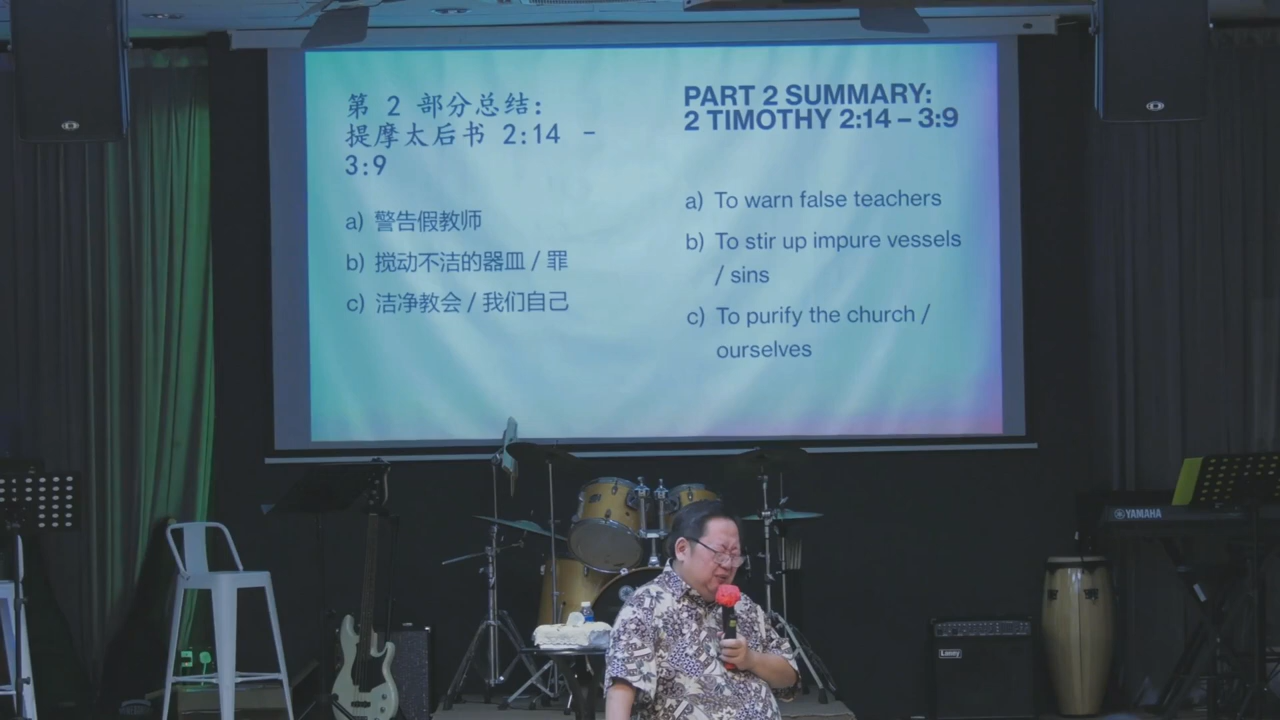 第 2 部分总结：
提摩太后书 2:14 –
3:9
a) 警告假教师
b) 搅动不洁的器皿 / 罪
c) 洁净教会 / 我们自己
PART 2 SUMMARY:
2 TIMOTHY 2:14 – 3:9
a) To warn false teachers
b) To stir up impure vessels
/ sins
c) To purify the church /
ourselves
YAMAHA
Laney